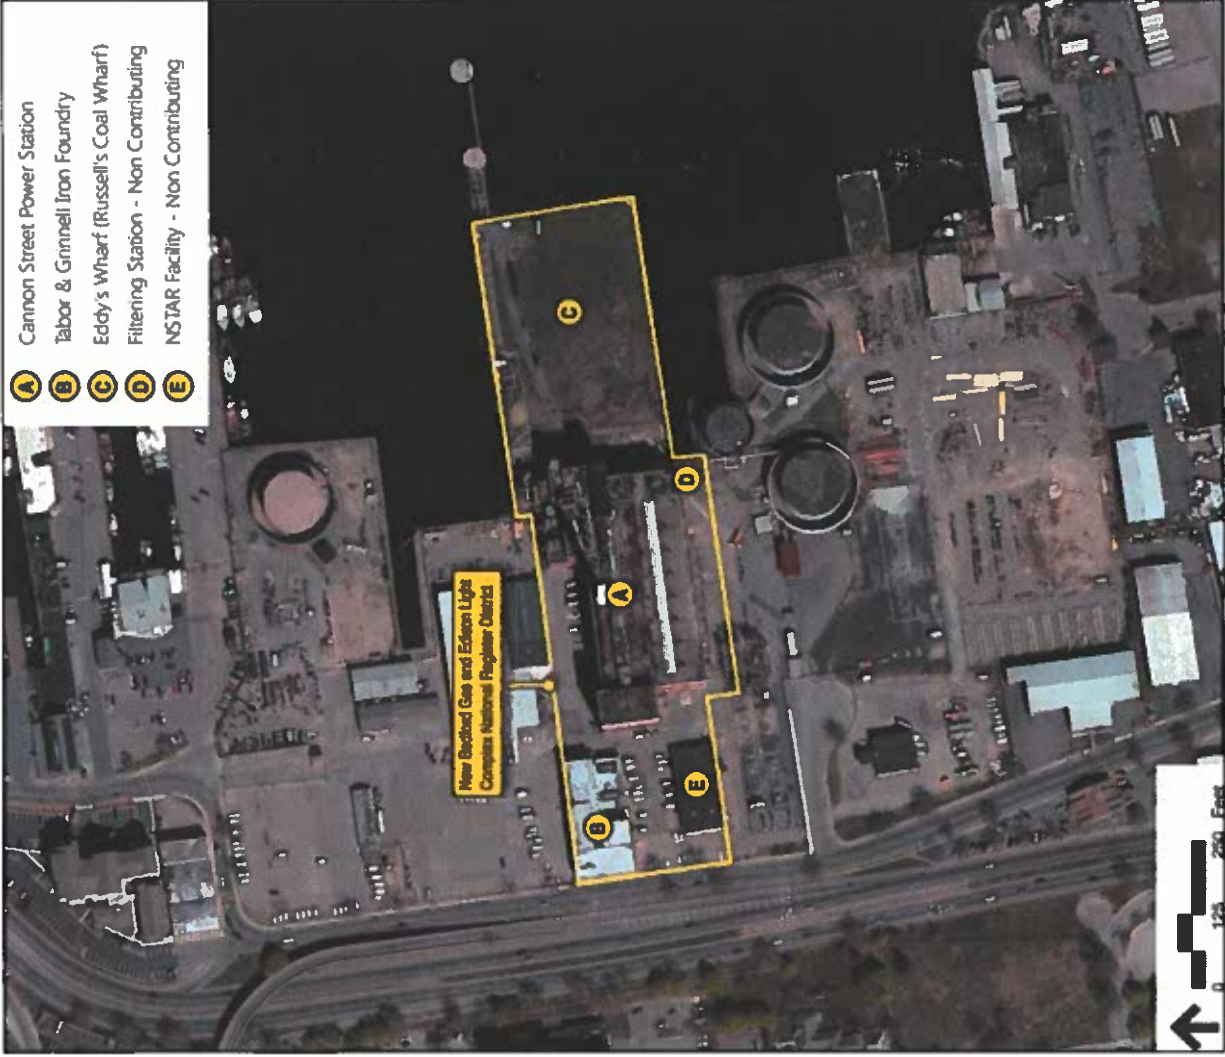 A Cannon Street Power Station
B Tabor & Grinnell Iron Foundry
C Eddy's Wharf (Russell's Coal Wharf)
D Filtering Station - Non Contributing
E NSTAR Facility - Non Contributing
New Bedford Gas and Edison Light
Complex National Register District
C
D
A
B
E
0 125 250 Feet